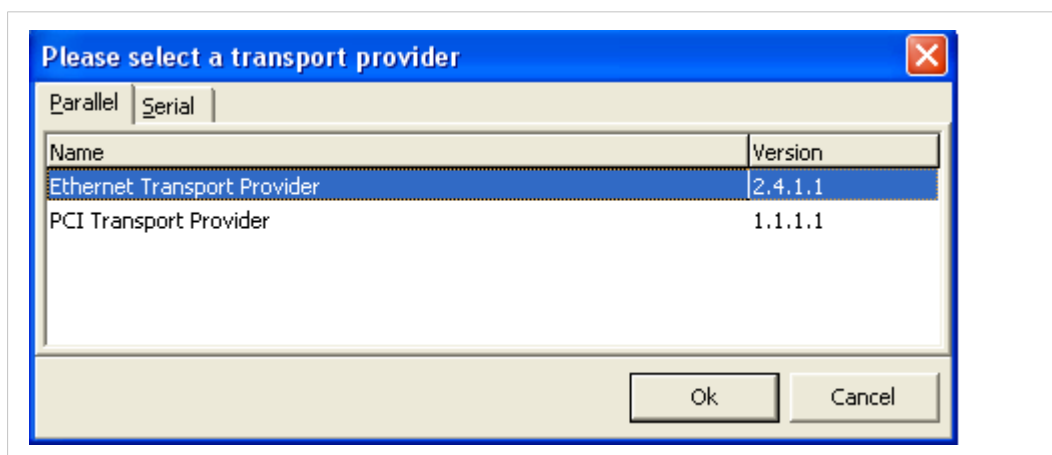 Please select a transport provider
Parallel Serial
Name Version
Ethernet Transport Provider 2.4.1.1
PCI Transport Provider 1.1.1.1
Ok Cancel